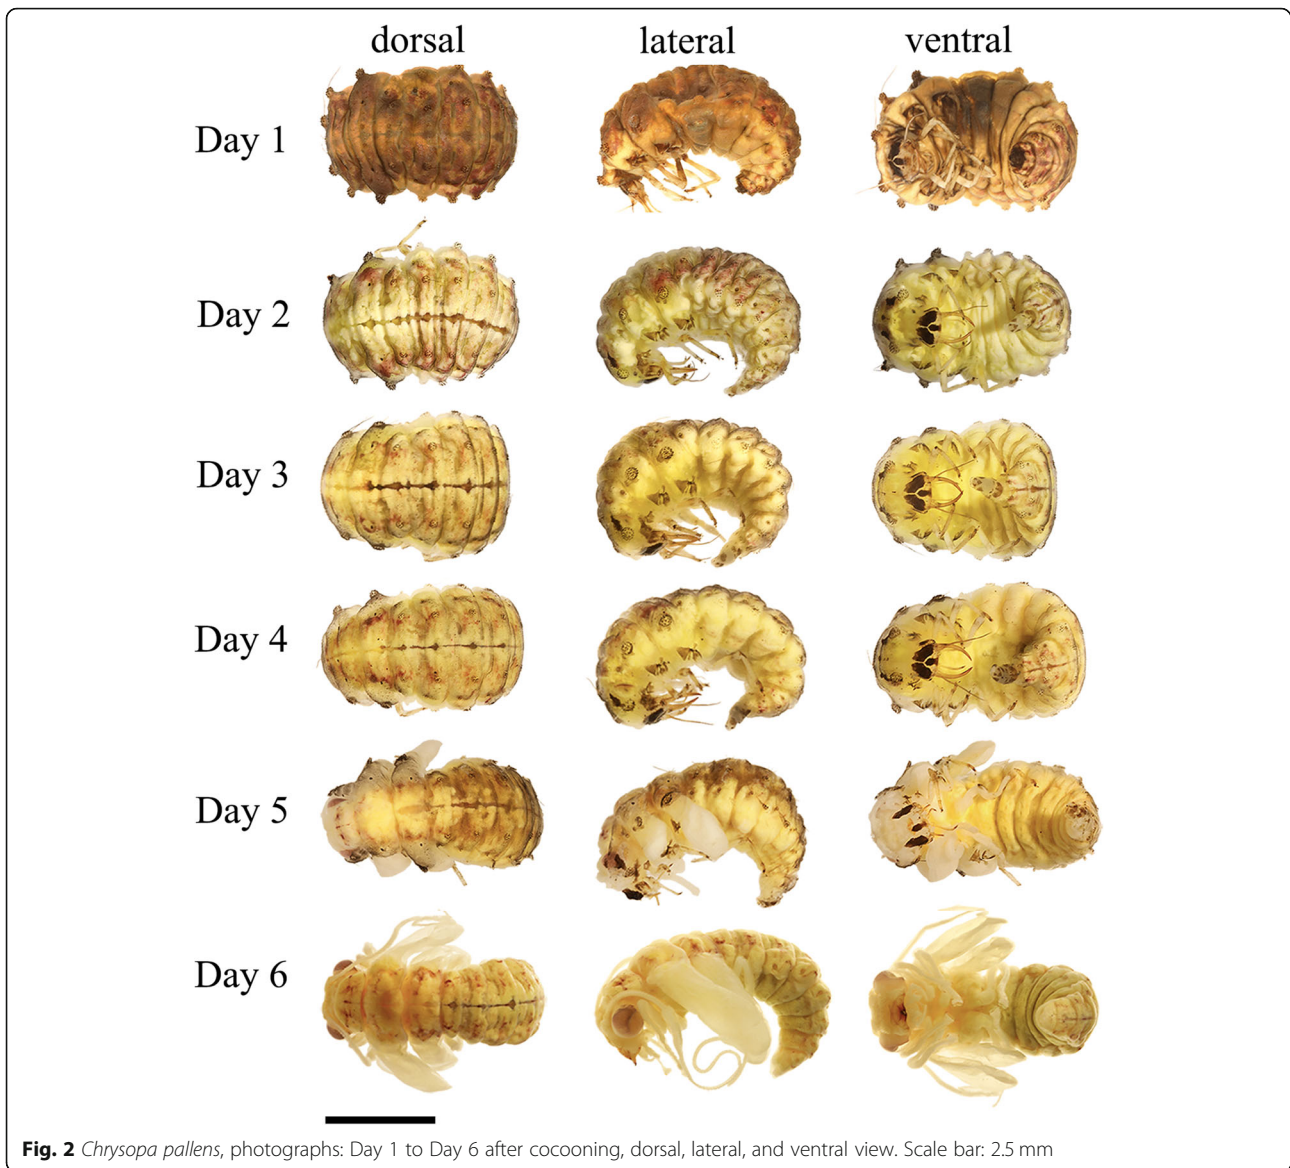 dorsal lateral ventral
Day 1
Day 2
Day 3
Day 4
Day 5
Day 6
Fig. 2 Chrysopa pallens, photographs: Day 1 to Day 6 after cocooning, dorsal, lateral, and ventral view. Scale bar: 2.5 mm